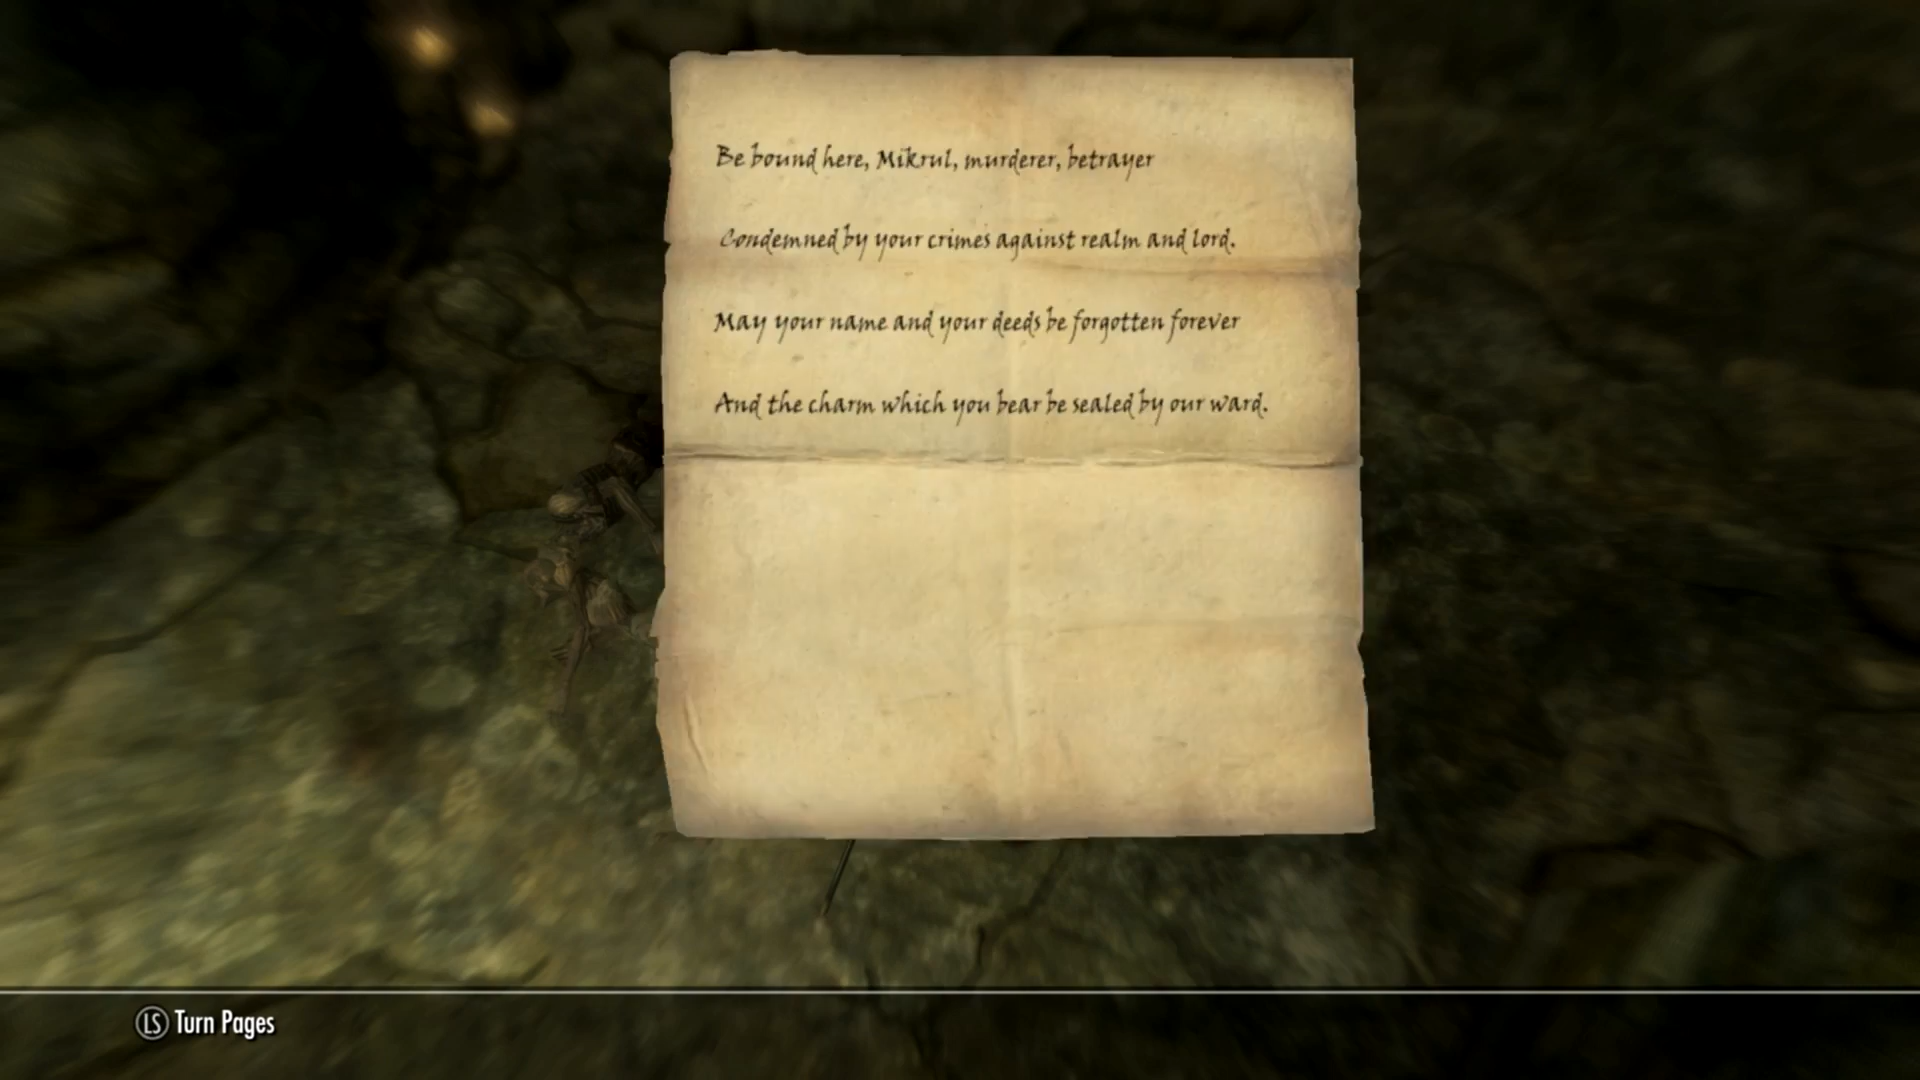 Be bound here, Mikrul, murderer, betrayer
Condemned by your crimes against realm and lord.
May your name and your deeds be forgotten forever
And the charm which you bear be sealed by our ward.
LS Turn Pages